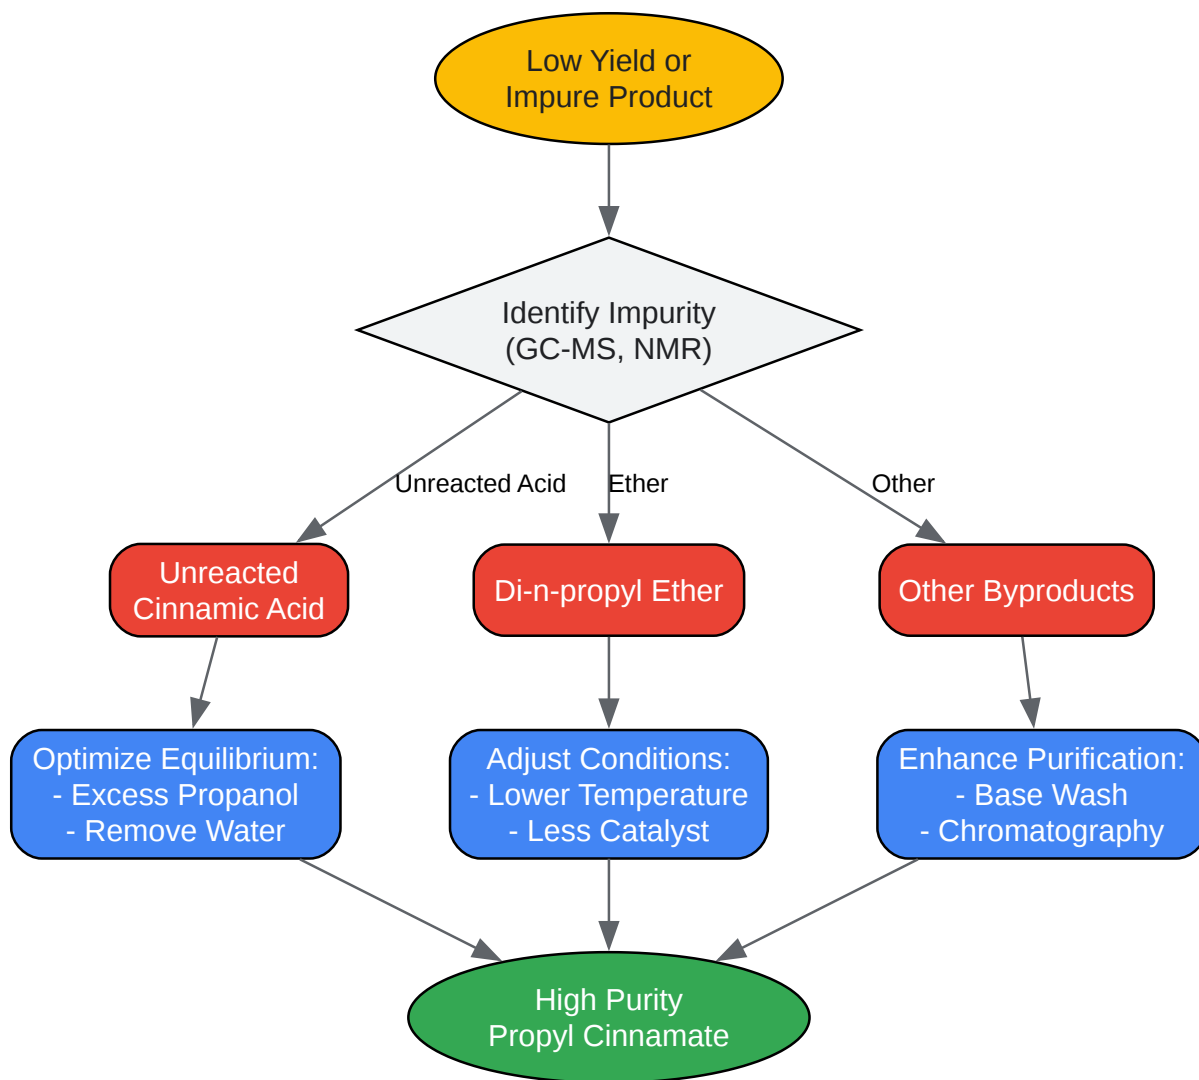 Low Yield or
Impure Product
Identify Impurity
(GC-MS, NMR)
Unreacted Acid
Ether
Other
Unreacted
Cinnamic Acid
Di-n-propyl Ether
Other Byproducts
Optimize Equilibrium:
- Excess Propanol
- Remove Water
Adjust Conditions:
- Lower Temperature
- Less Catalyst
Enhance Purification:
- Base Wash
- Chromatography
High Purity
Propyl Cinnamate